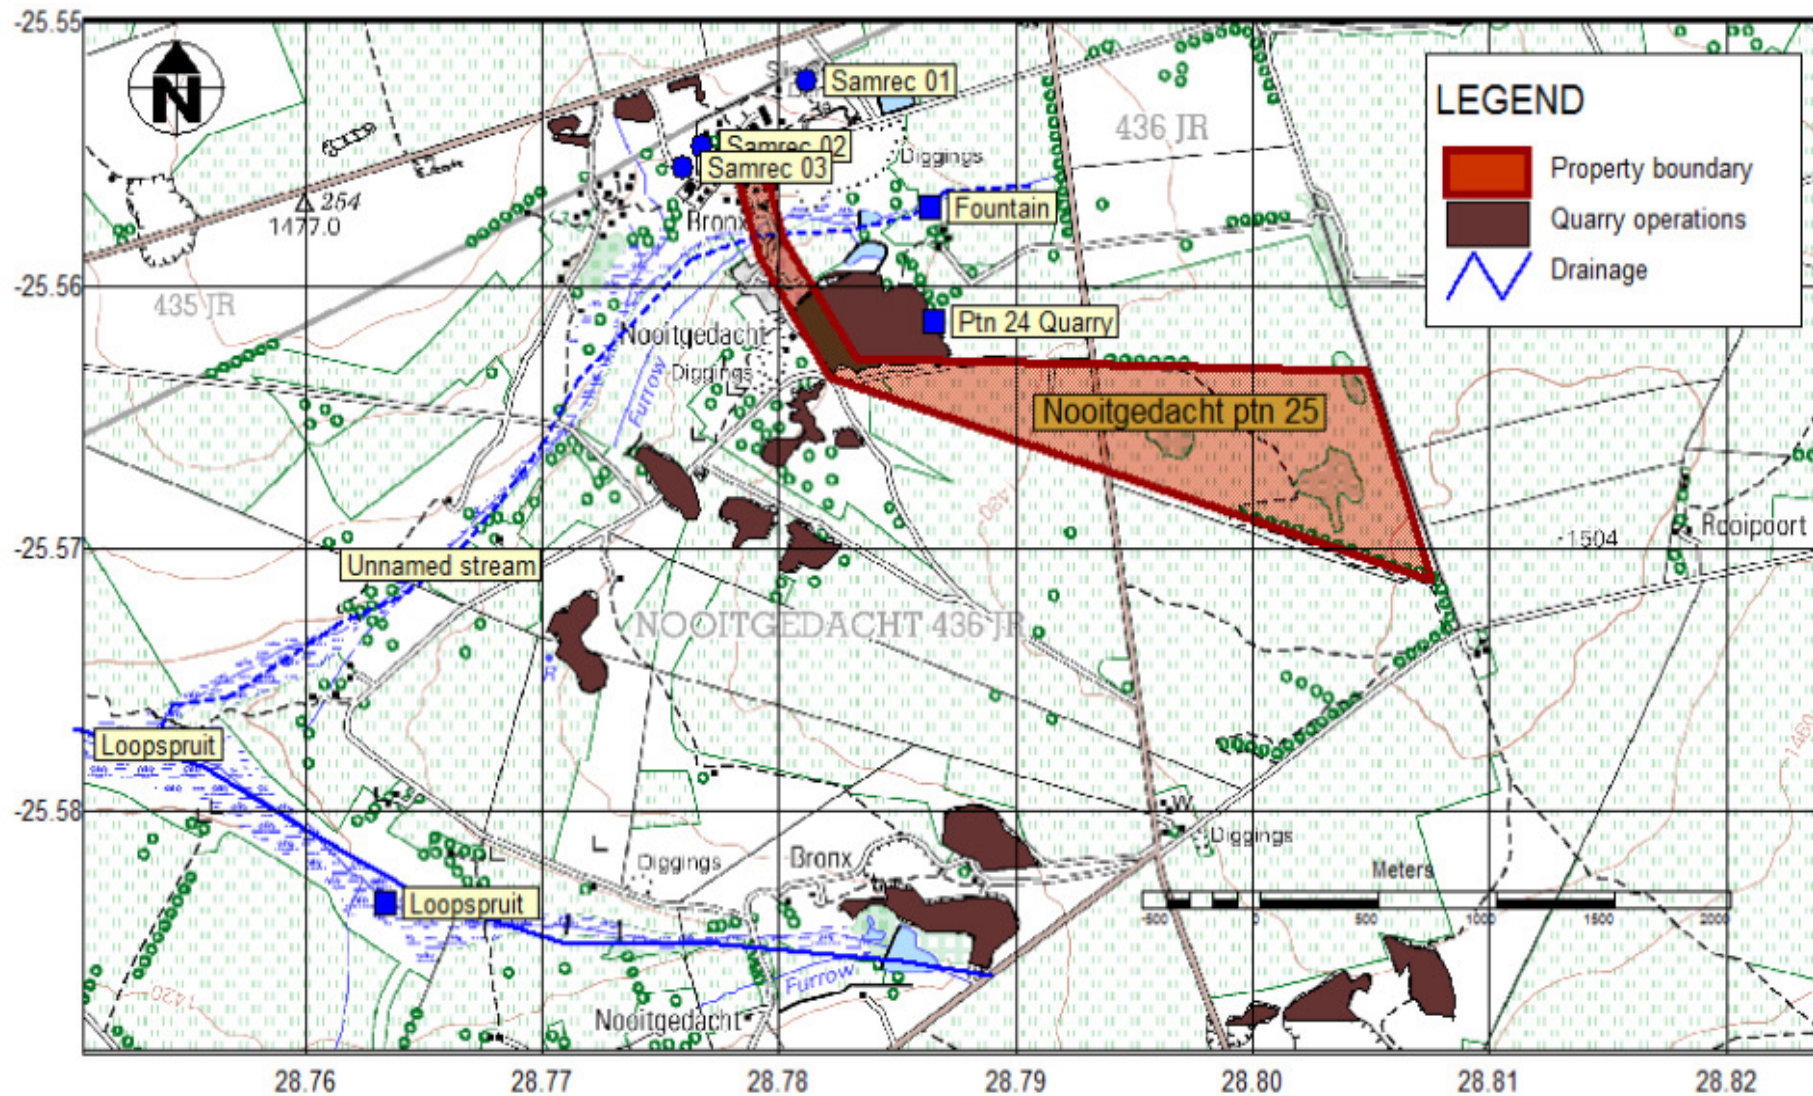 -25.55
-25.56
-25.57
-25.58
N
Samrec 01
Samrec 02
Samrec 03
Diggings
436 JR
LEGEND
Property boundary
Quarry operations
Drainage
254
1477.0
Bronx
Fountain
435 JR
Nooitgedacht
Ptn 24 Quarry
Diggings
Furrow
Nooitgedacht ptn 25
1480
Rooipoort
1504
Unnamed stream
NOOITGEDACHT 436 JR
R
Loopspruit
1460
W
Diggings
Bronx
Diggings
Meters
500 0 500 1000 1500 2000
Loopspruit
Furrow
1420
Nooitgedacht
28.76 28.77 28.78 28.79 28.80 28.81 28.82